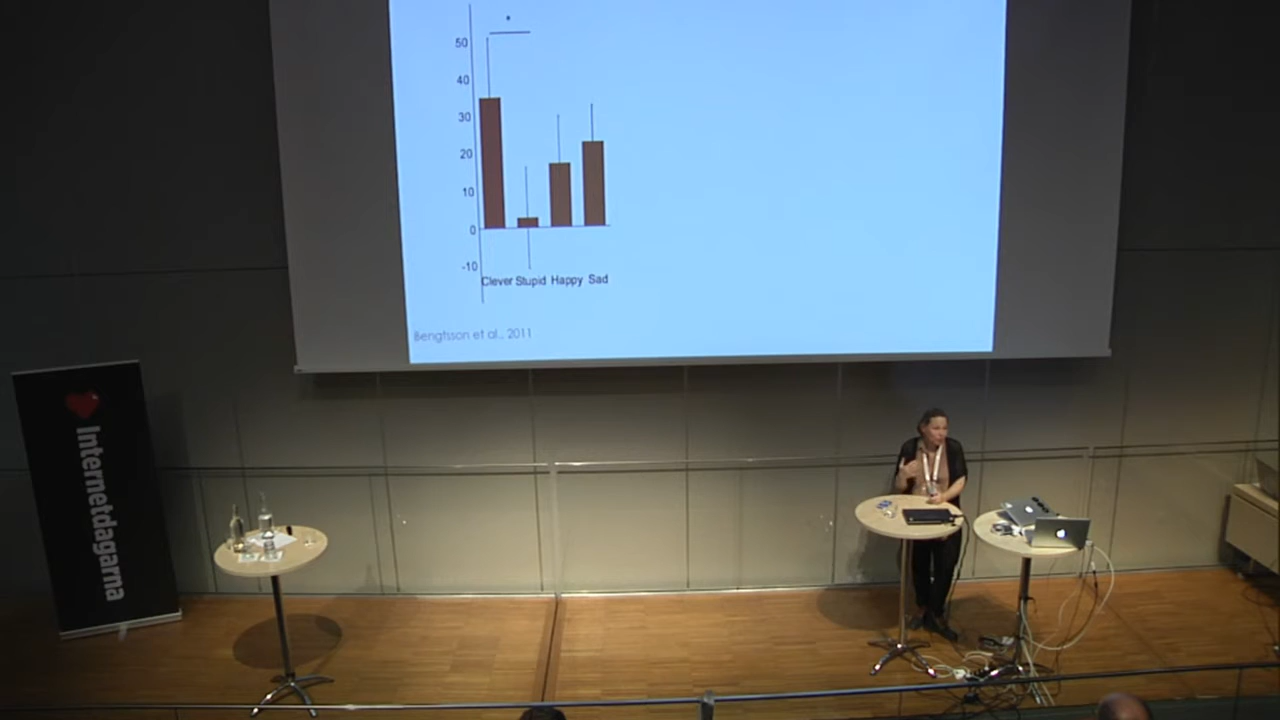 *
50
40
30
20
10
0
-10
Clever Stupid Happy Sad
Bengtsson et al., 2011
Internetdagarna